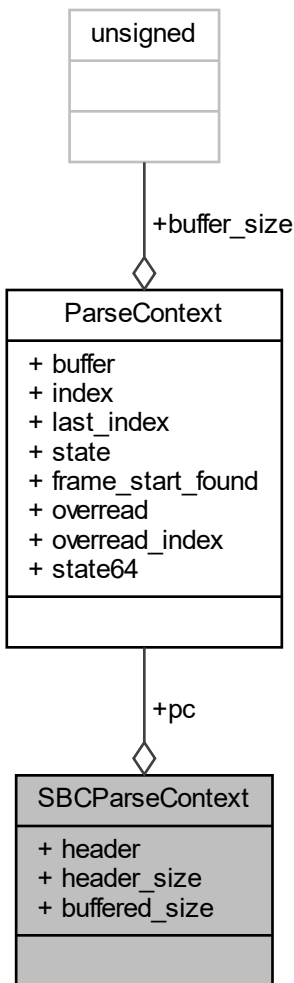 unsigned
+buffer_size
ParseContext
+ buffer
+ index
+ last_index
+ state
+ frame_start_found
+ overread
+ overread_index
+ state64
+pc
SBCParseContext
+ header
+ header_size
+ buffered_size